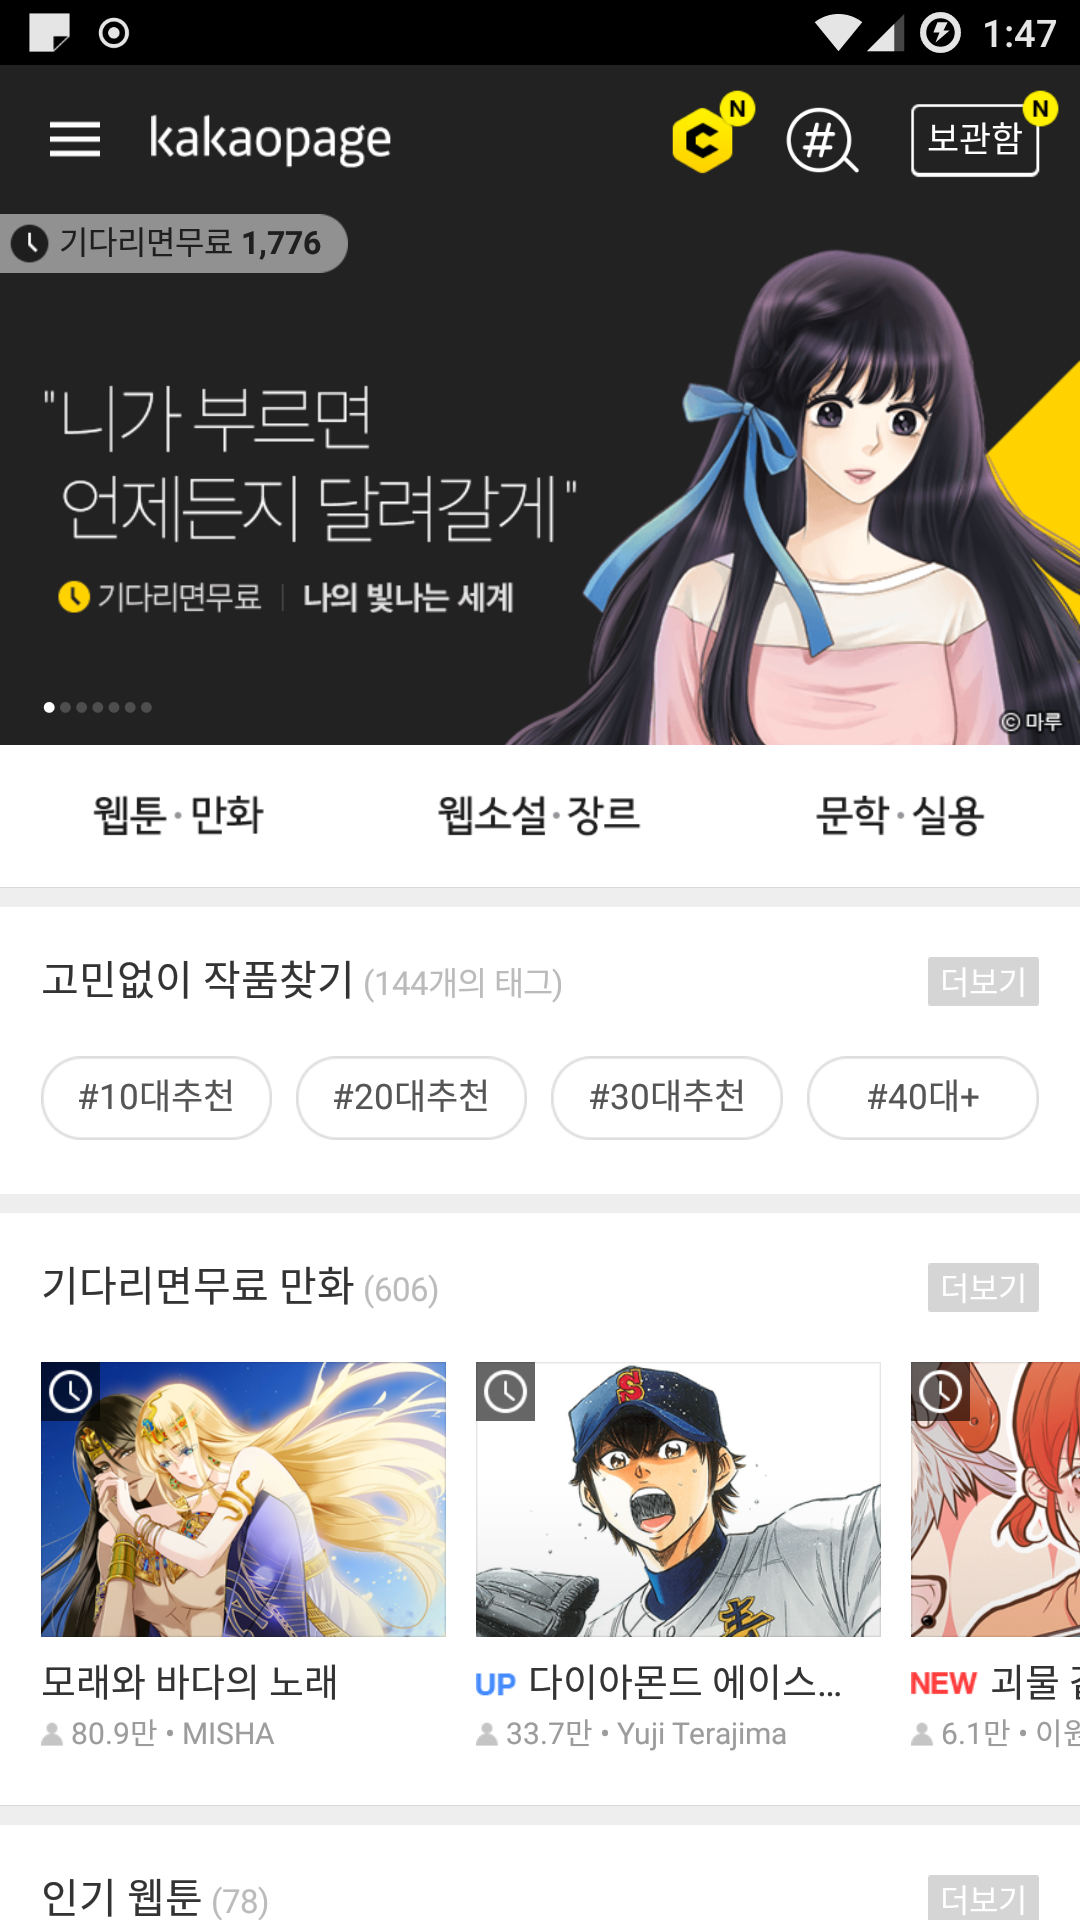 1:47
kakaopage
N
#
보관함
N
기다리면무료 1,776
"니가 부르면
언제든지 달려갈게"
기다리면무료 | 나의 빛나는 세계
© 마루
웹툰·만화
웹소설·장르
문학·실용
고민없이 작품찾기 (144개의 태그)
더보기
#10대추천
#20대추천
#30대추천
#40대+
기다리면무료 만화 (606)
더보기
모래와 바다의 노래
80.9만 • MISHA
UP 다이아몬드 에이스...
33.7만 • Yuji Terajima
NEW 괴물
6.1만 • 이원
인기 웹툰 (78)
더보기